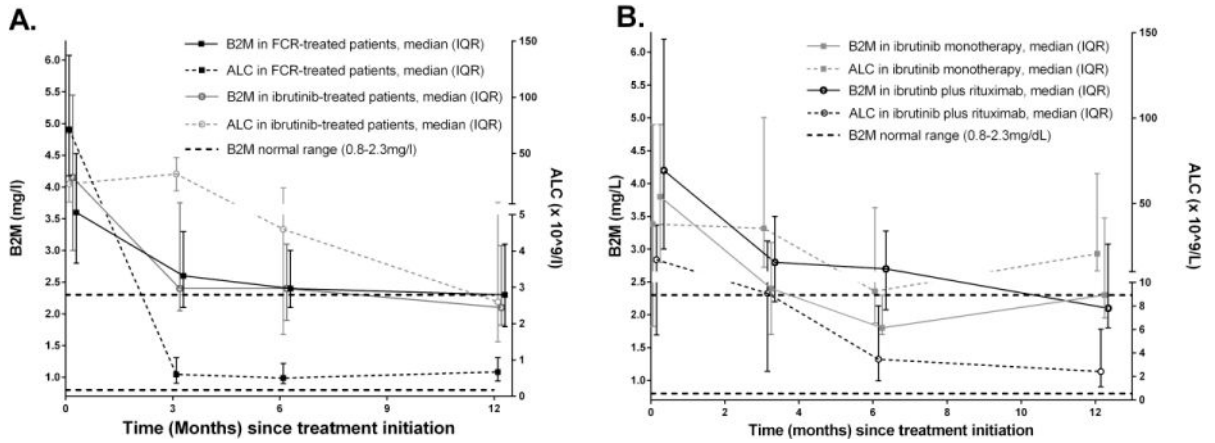 A.
B2M in FCR-treated patients, median (IQR)
ALC in FCR-treated patients, median (IQR)
B2M in ibrutinib-treated patients, median (IQR)
ALC in ibrutinib-treated patients, median (IQR)
B2M normal range (0.8-2.3mg/l)
B2M (mg/l)
6.0
5.5
5.0
4.5
4.0
3.5
3.0
2.5
2.0
1.5
1.0
150
100
50
5
4
3
2
1
0
ALC (x 10^9/l)
0
3
6
9
12
Time (Months) since treatment initiation
B.
B2M in ibrutinib monotherapy, median (IQR)
ALC in ibrutinib monotherapy, median (IQR)
B2M in ibrutinb plus rituximab, median (IQR)
ALC in ibrutinib plus rituximab, median (IQR)
B2M normal range (0.8-2.3mg/dL)
B2M (mg/L)
6.0
5.5
5.0
4.5
4.0
3.5
3.0
2.5
2.0
1.5
1.0
150
100
50
10
8
6
4
2
0
ALC (x 10^9/L)
0
2
4
6
8
10
12
Time (months) since treatment initiation